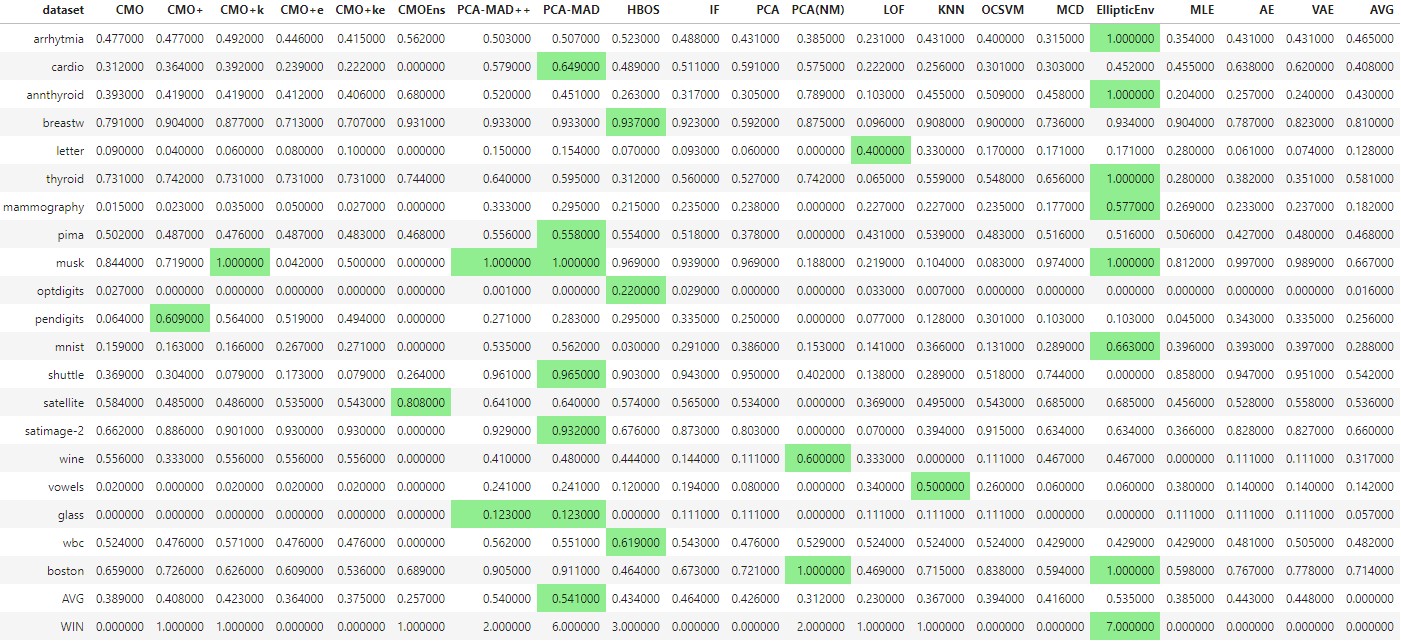 dataset CMO CMO+ CMO+k CMO+e CMO+ke CMOEns PCA-MAD++ PCA-MAD HBOS IF PCA PCA(NM) LOF KNN OCSVM MCD EllipticEnv MLE AE VAE AVG
arrhytmia 0.477000 0.477000 0.492000 0.446000 0.415000 0.562000 0.503000 0.507000 0.523000 0.488000 0.431000 0.385000 0.231000 0.431000 0.400000 0.315000 1.000000 0.354000 0.431000 0.431000 0.465000
cardio 0.312000 0.364000 0.392000 0.239000 0.222000 0.000000 0.579000 0.649000 0.489000 0.511000 0.591000 0.575000 0.222000 0.256000 0.301000 0.303000 0.452000 0.455000 0.638000 0.620000 0.408000
annthyroid 0.393000 0.419000 0.419000 0.412000 0.406000 0.680000 0.520000 0.451000 0.263000 0.317000 0.305000 0.789000 0.103000 0.455000 0.509000 0.458000 1.000000 0.204000 0.257000 0.240000 0.430000
breastw 0.791000 0.904000 0.877000 0.713000 0.707000 0.931000 0.933000 0.933000 0.937000 0.923000 0.592000 0.875000 0.096000 0.908000 0.900000 0.736000 0.934000 0.904000 0.787000 0.823000 0.810000
letter 0.090000 0.040000 0.060000 0.080000 0.100000 0.000000 0.150000 0.154000 0.070000 0.093000 0.060000 0.000000 0.400000 0.330000 0.170000 0.171000 0.171000 0.280000 0.061000 0.074000 0.128000
thyroid 0.731000 0.742000 0.731000 0.731000 0.731000 0.744000 0.640000 0.595000 0.312000 0.560000 0.527000 0.742000 0.065000 0.559000 0.548000 0.656000 1.000000 0.280000 0.382000 0.351000 0.581000
mammography 0.015000 0.023000 0.035000 0.050000 0.027000 0.000000 0.333000 0.295000 0.215000 0.235000 0.238000 0.000000 0.227000 0.227000 0.235000 0.177000 0.577000 0.269000 0.233000 0.237000 0.182000
pima 0.502000 0.487000 0.476000 0.487000 0.483000 0.468000 0.556000 0.558000 0.554000 0.518000 0.378000 0.000000 0.431000 0.539000 0.483000 0.516000 0.516000 0.506000 0.427000 0.480000 0.468000
musk 0.844000 0.719000 1.000000 0.042000 0.500000 0.000000 1.000000 1.000000 0.969000 0.939000 0.969000 0.188000 0.219000 0.104000 0.083000 0.974000 1.000000 0.812000 0.997000 0.989000 0.667000
optdigits 0.027000 0.000000 0.000000 0.000000 0.000000 0.000000 0.001000 0.000000 0.220000 0.029000 0.000000 0.000000 0.033000 0.007000 0.000000 0.002000 0.000000 0.000000 0.000000 0.000000 0.016000
pendigits 0.064000 0.609000 0.564000 0.519000 0.494000 0.000000 0.271000 0.283000 0.295000 0.335000 0.250000 0.000000 0.077000 0.128000 0.301000 0.103000 0.103000 0.045000 0.343000 0.335000 0.256000
mnist 0.159000 0.163000 0.166000 0.267000 0.271000 0.000000 0.535000 0.562000 0.030000 0.291000 0.386000 0.153000 0.141000 0.366000 0.131000 0.289000 0.663000 0.396000 0.393000 0.397000 0.288000
shuttle 0.369000 0.304000 0.079000 0.173000 0.079000 0.264000 0.961000 0.965000 0.903000 0.943000 0.950000 0.402000 0.138000 0.289000 0.518000 0.744000 0.000000 0.858000 0.947000 0.951000 0.542000
satellite 0.584000 0.485000 0.486000 0.535000 0.543000 0.808000 0.641000 0.640000 0.574000 0.565000 0.534000 0.000000 0.369000 0.495000 0.543000 0.685000 0.685000 0.456000 0.528000 0.558000 0.536000
satimage-2 0.662000 0.886000 0.901000 0.930000 0.930000 0.000000 0.929000 0.932000 0.676000 0.873000 0.803000 0.000000 0.070000 0.394000 0.915000 0.634000 0.634000 0.366000 0.828000 0.827000 0.660000
wine 0.556000 0.333000 0.556000 0.556000 0.556000 0.000000 0.410000 0.480000 0.444000 0.144000 0.111000 0.600000 0.333000 0.000000 0.111000 0.467000 0.467000 0.000000 0.111000 0.111000 0.317000
vowels 0.020000 0.000000 0.020000 0.020000 0.020000 0.000000 0.241000 0.241000 0.120000 0.194000 0.080000 0.000000 0.340000 0.500000 0.260000 0.060000 0.060000 0.380000 0.140000 0.140000 0.142000
glass 0.000000 0.000000 0.000000 0.000000 0.000000 0.000000 0.123000 0.123000 0.000000 0.111000 0.111000 0.000000 0.111000 0.111000 0.111000 0.000000 0.000000 0.111000 0.111000 0.111000 0.057000
wbc 0.524000 0.476000 0.571000 0.476000 0.476000 0.000000 0.562000 0.551000 0.619000 0.543000 0.476000 0.529000 0.524000 0.524000 0.524000 0.429000 0.429000 0.429000 0.481000 0.505000 0.482000
boston 0.659000 0.726000 0.626000 0.609000 0.536000 0.689000 0.905000 0.911000 0.464000 0.673000 0.721000 1.000000 0.469000 0.715000 0.838000 0.594000 1.000000 0.598000 0.767000 0.778000 0.714000
AVG 0.389000 0.408000 0.423000 0.364000 0.375000 0.257000 0.540000 0.541000 0.434000 0.464000 0.426000 0.312000 0.230000 0.367000 0.394000 0.416000 0.535000 0.385000 0.443000 0.448000 0.000000
WIN 0.000000 1.000000 1.000000 0.000000 0.000000 1.000000 2.000000 6.000000 3.000000 0.000000 0.000000 2.000000 1.000000 1.000000 0.000000 0.000000 7.000000 0.000000 0.000000 0.000000 0.000000